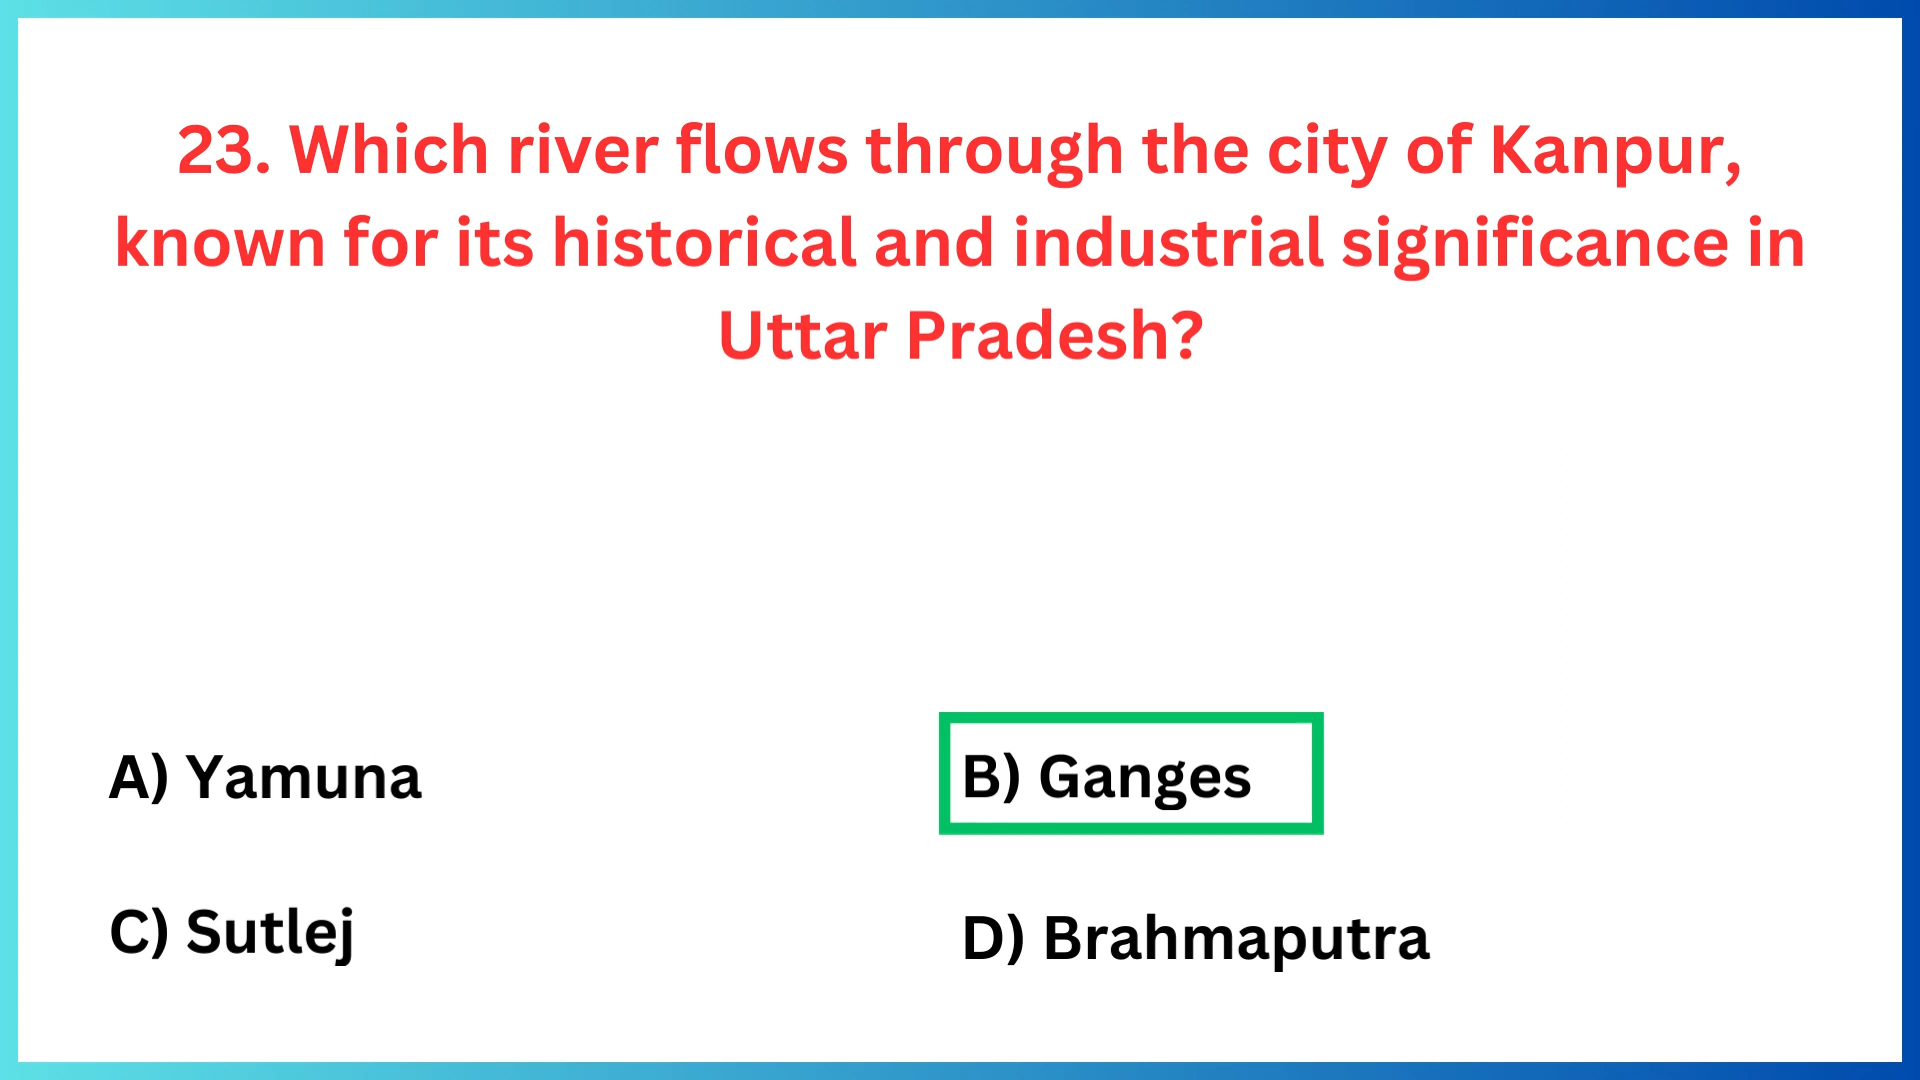 23. Which river flows through the city of Kanpur,
known for its historical and industrial significance in
Uttar Pradesh?
A) Yamuna
B) Ganges
C) Sutlej
D) Brahmaputra